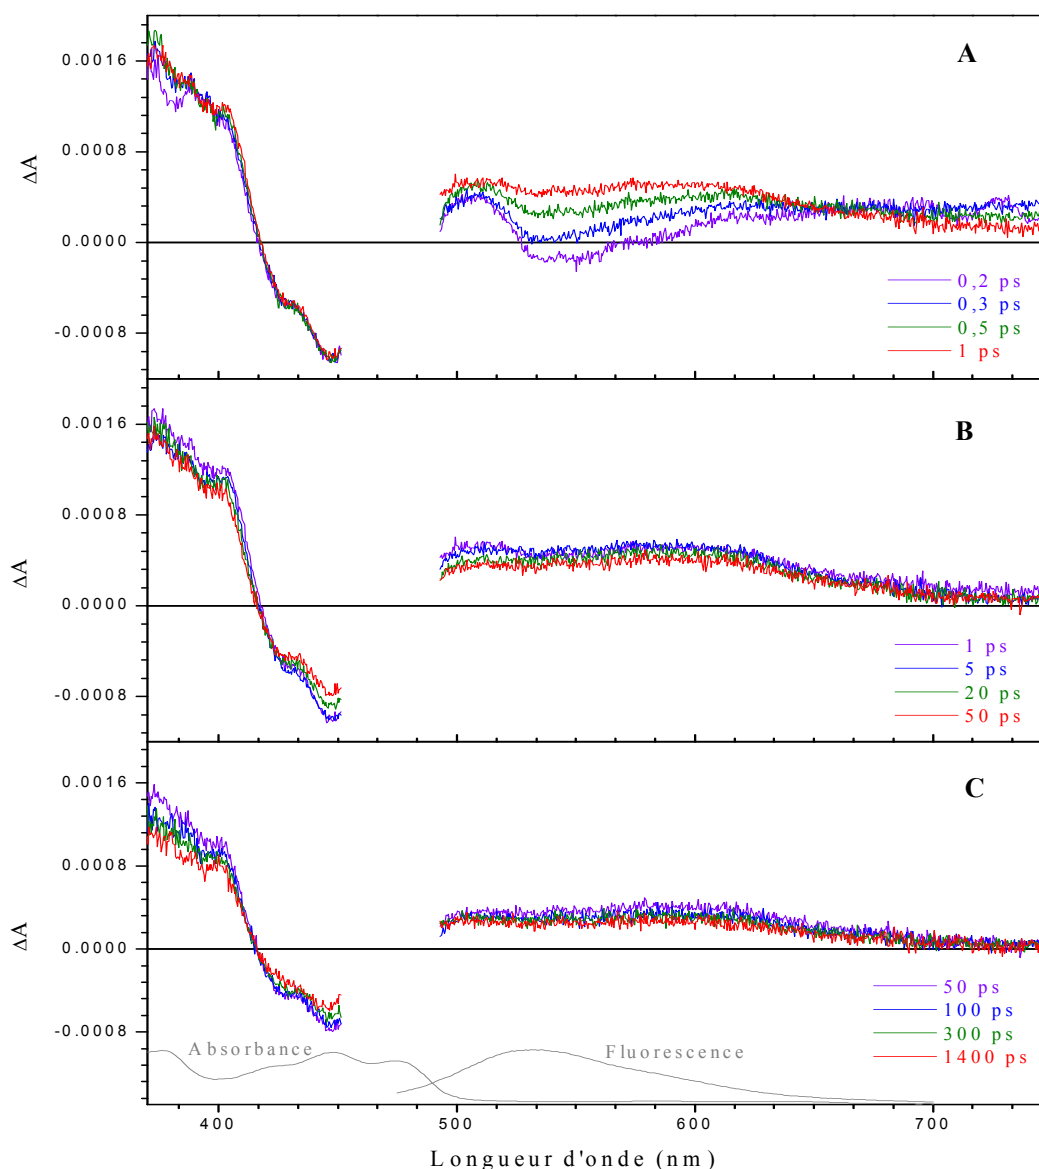 A
0.0016
0.0008
0.0000
-0.0008
ΔA
0,2 ps
0,3 ps
0,5 ps
1 ps
B
0.0016
0.0008
0.0000
-0.0008
ΔA
1 ps
5 ps
20 ps
50 ps
C
0.0016
0.0008
0.0000
-0.0008
ΔA
50 ps
100 ps
300 ps
1400 ps
Absorbance
Fluorescence
400 500 600 700
Longueur d'onde (nm)